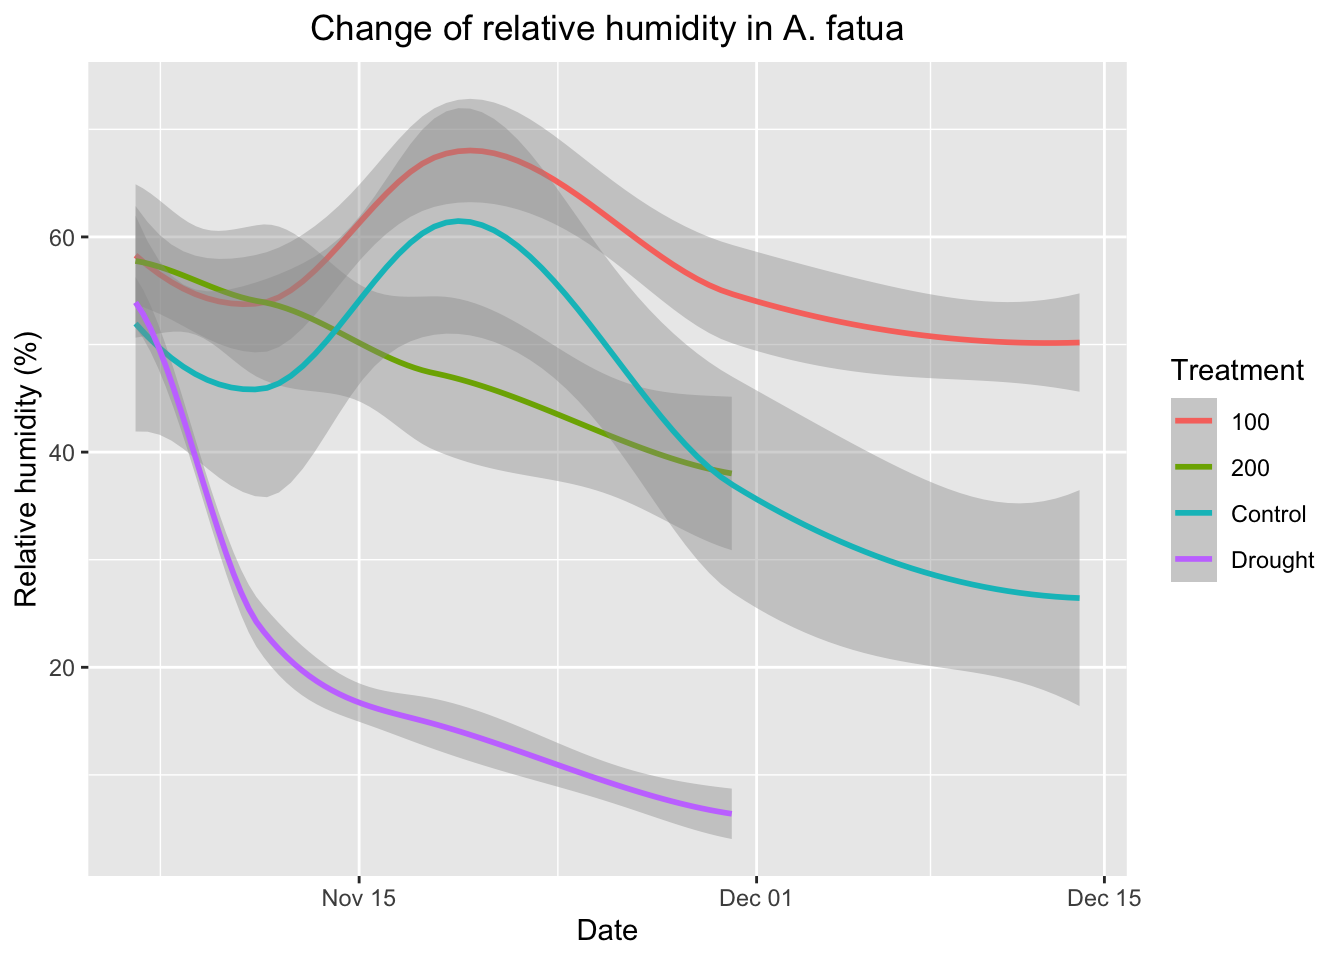 Change of relative humidity in A. fatua
Relative humidity (%)
60
40
20
Nov 15
Dec 01
Dec 15
Date
Treatment
100
200
Control
Drought